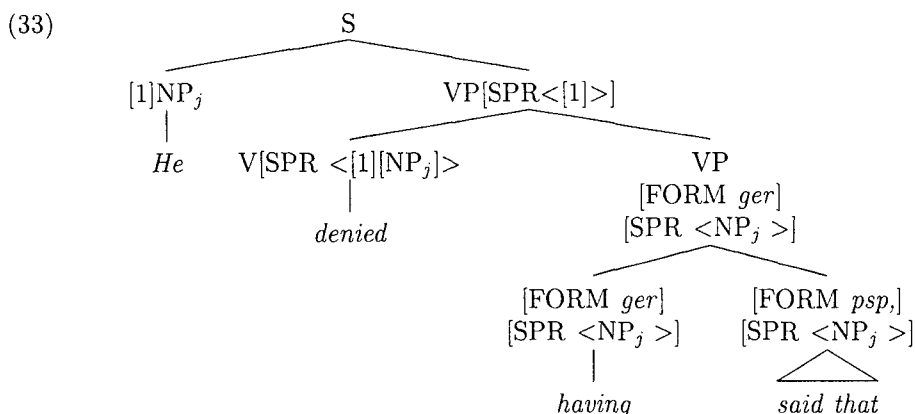 (33) S
[1]NP_j VP[SPR<[1]>]
He V[SPR <[1][NP_j]> VP
[FORM ger]
denied [SPR <NP_j >]
[FORM ger] [FORM psp,]
[SPR <NP_j >] [SPR <NP_j >]
having said that